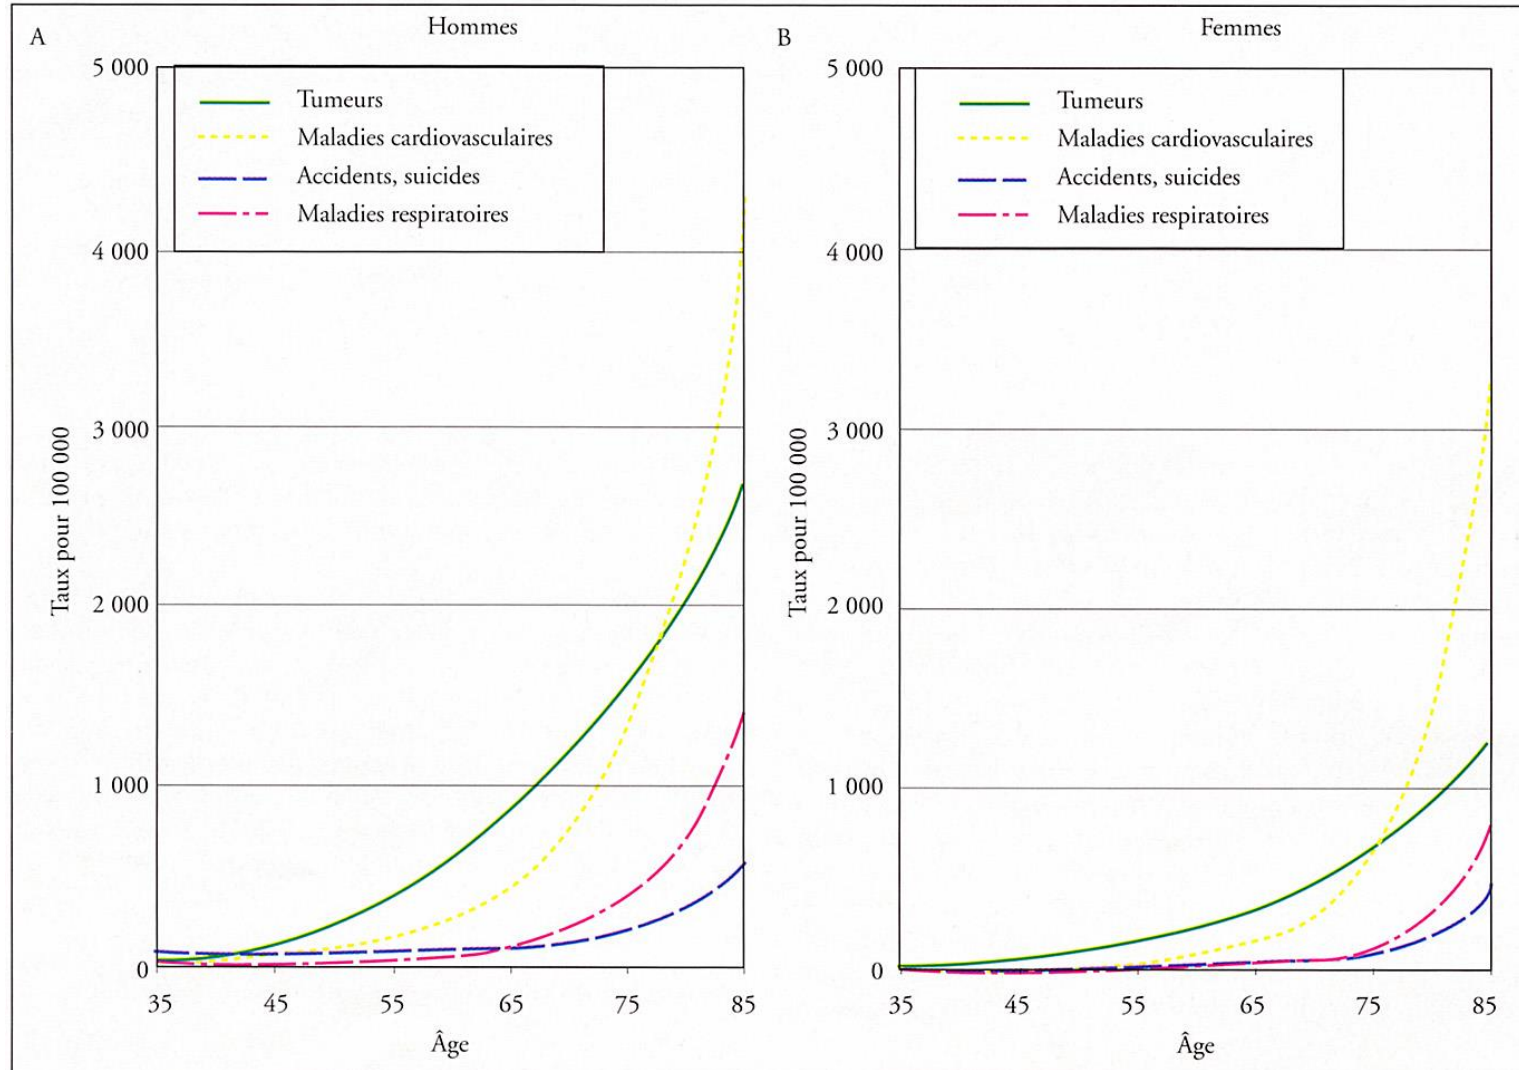 A
Hommes
5 000
Tumeurs
Maladies cardiovasculaires
Accidents, suicides
Maladies respiratoires
4 000
3 000
2 000
1 000
0
Taux pour 100 000
35 45 55 65 75 85
Âge
B
Femmes
5 000
Tumeurs
Maladies cardiovasculaires
Accidents, suicides
Maladies respiratoires
4 000
3 000
2 000
1 000
0
Taux pour 100 000
35 45 55 65 75 85
Âge